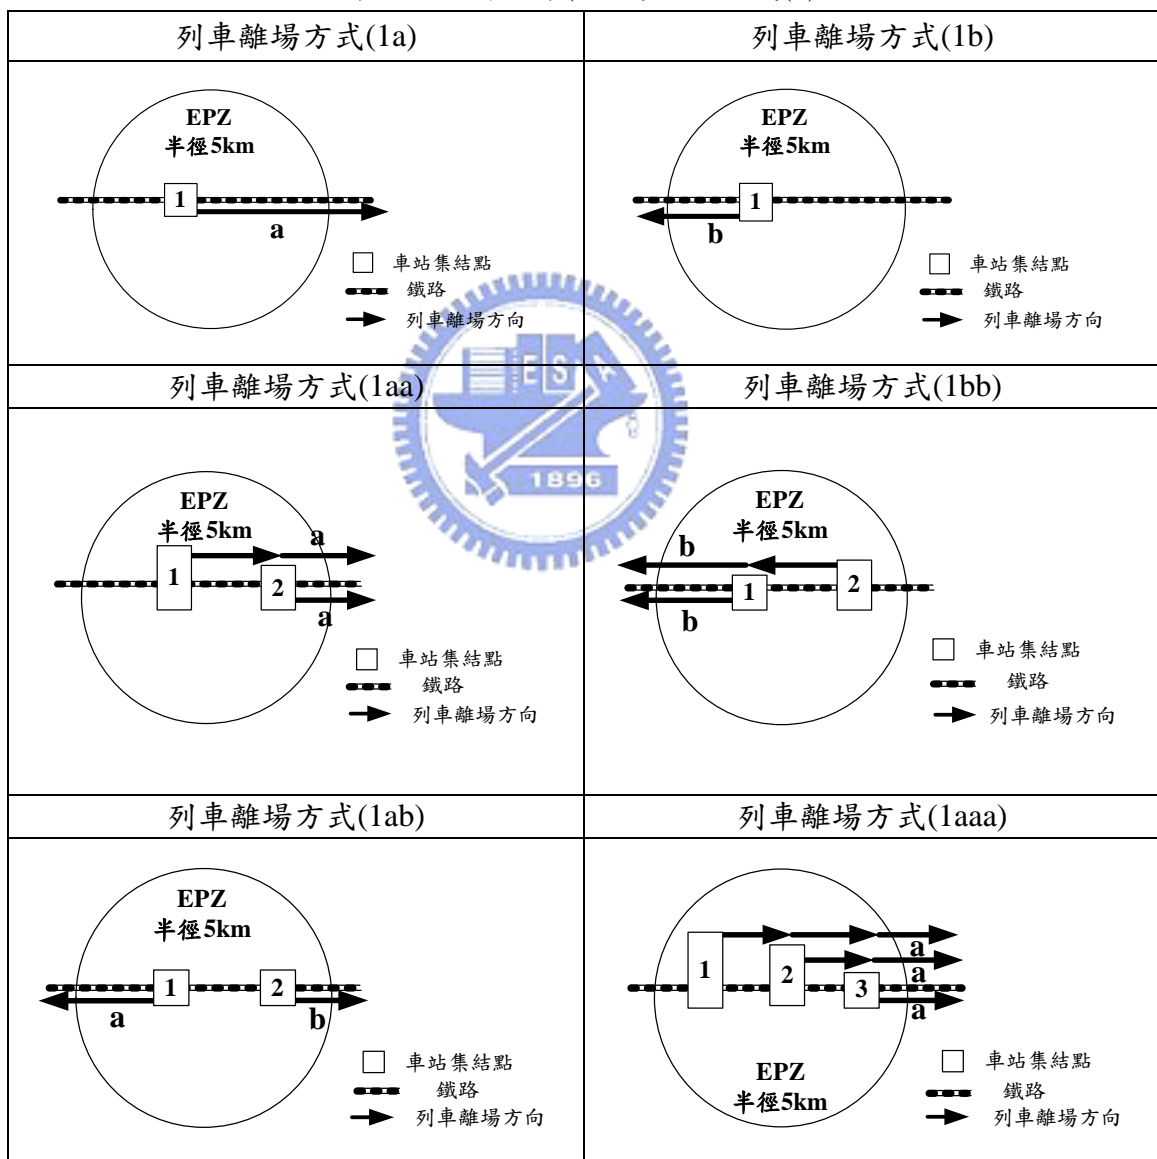 列車離場方式(1a)
列車離場方式(1b)
EPZ
半徑5km
1
a
車站集結點
鐵路
列車離場方向
EPZ
半徑5km
1
b
車站集結點
鐵路
列車離場方向
列車離場方式(1aa)
列車離場方式(1bb)
EPZ
半徑5km
a
1
2
a
車站集結點
鐵路
列車離場方向
EPZ
半徑5km
b
1
2
b
車站集結點
鐵路
列車離場方向
ESA
1896
列車離場方式(1ab)
列車離場方式(1aaa)
EPZ
半徑5km
1
2
a
b
車站集結點
鐵路
列車離場方向
1
2
3
a
a
a
EPZ
半徑5km
車站集結點
鐵路
列車離場方向